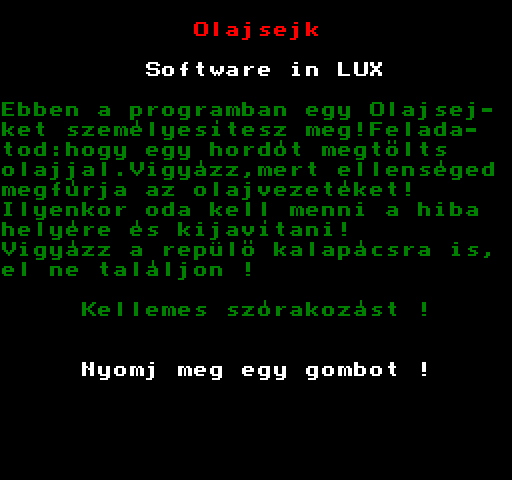 Olajsejk
Software in LUX
Ebben a programban egy Olajsej-
ket személyesitesz meg!Felada-
tod:hogy egy hordót megtölts
olajjal.Vigyázz,mert ellenséged
megfúrja az olajvezetéket!
Ilyenkor oda kell menni a hiba
helyére és kijavitani!
Vigyázz a repülő kalapácsra is,
el ne találjon !
Kellemes szórakozást !
Nyomj meg egy gombot !